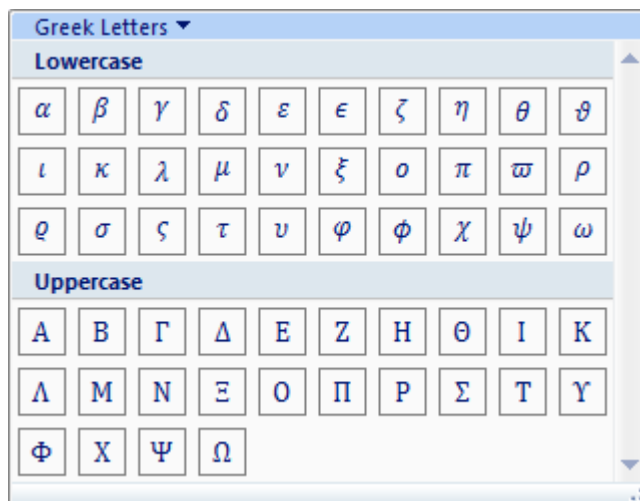 Greek Letters
Lowercase
α β γ δ ε ϵ ζ η θ ϑ
ι κ λ μ ν ξ ο π ϖ ρ
ϱ σ ς τ υ φ ϕ χ ψ ω
Uppercase
Α Β Γ Δ Ε Ζ Η Θ Ι Κ
Λ Μ Ν Ξ Ο Π Ρ Σ Τ ϒ
Φ Χ Ψ Ω